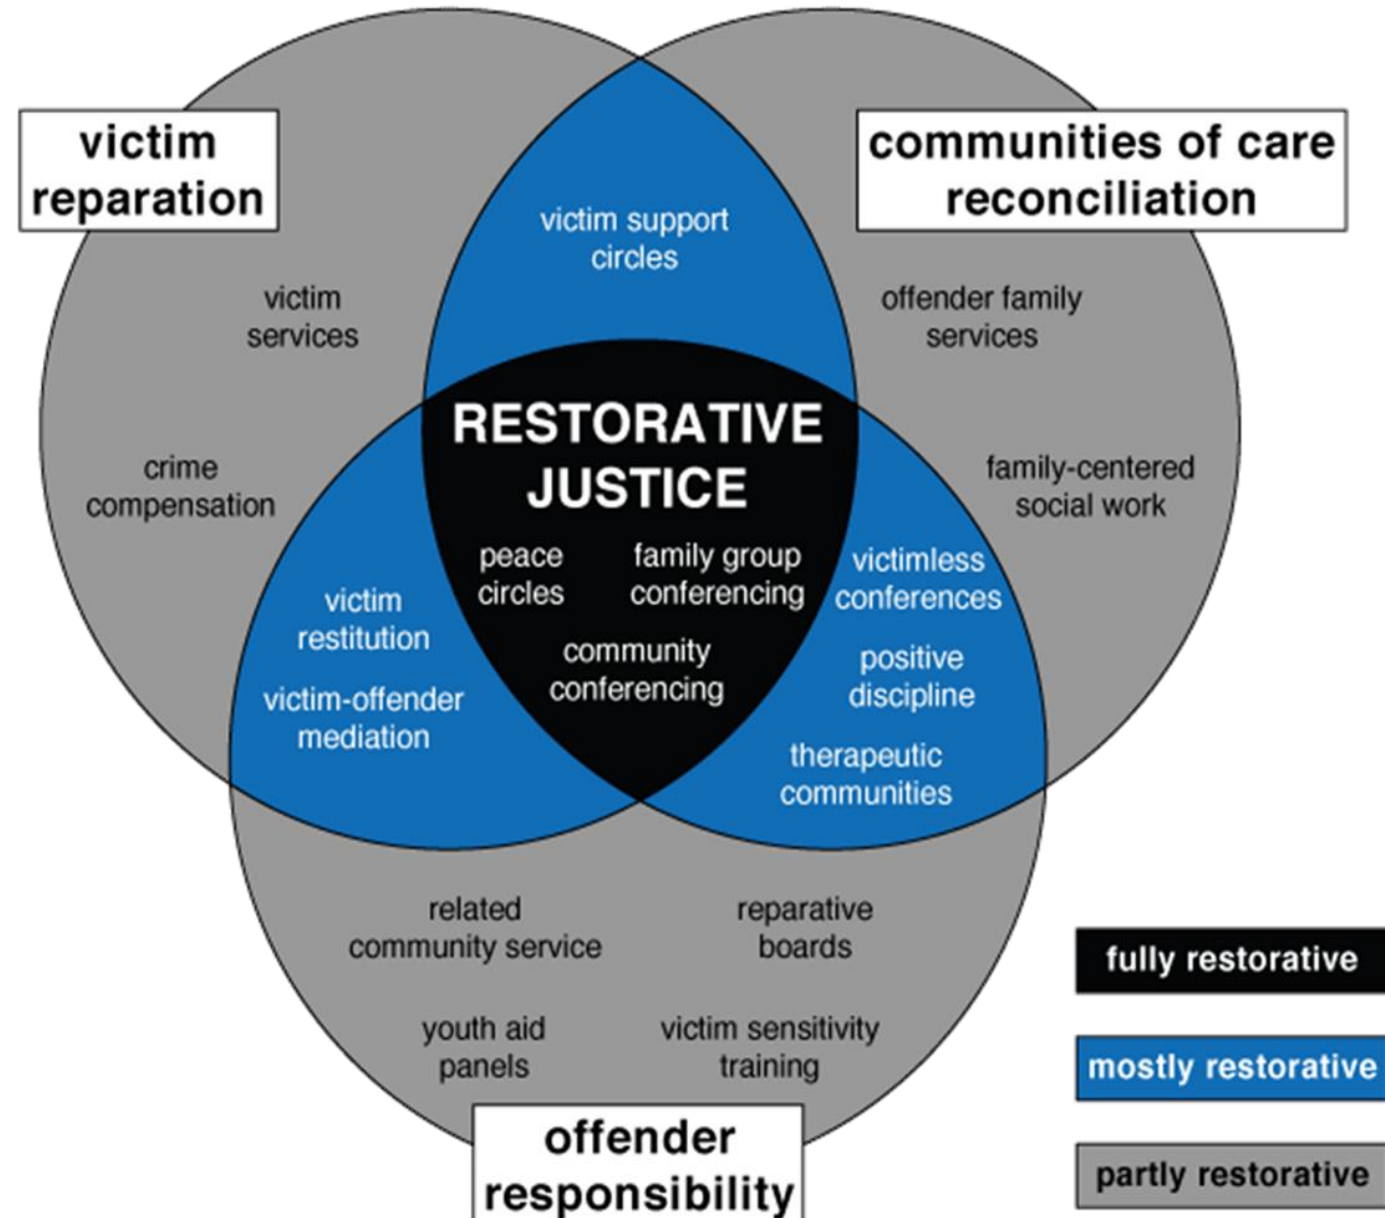 victim
reparation
communities of care
reconciliation
victim support
circles
victim
services
offender family
services
crime
compensation
family-centered
social work
RESTORATIVE
JUSTICE
peace
circles
family group
conferencing
community
conferencing
victim
restitution
victim-offender
mediation
victimless
conferences
positive
discipline
therapeutic
communities
related
community service
reparative
boards
youth aid
panels
victim sensitivity
training
offender
responsibility
fully restorative
mostly restorative
partly restorative